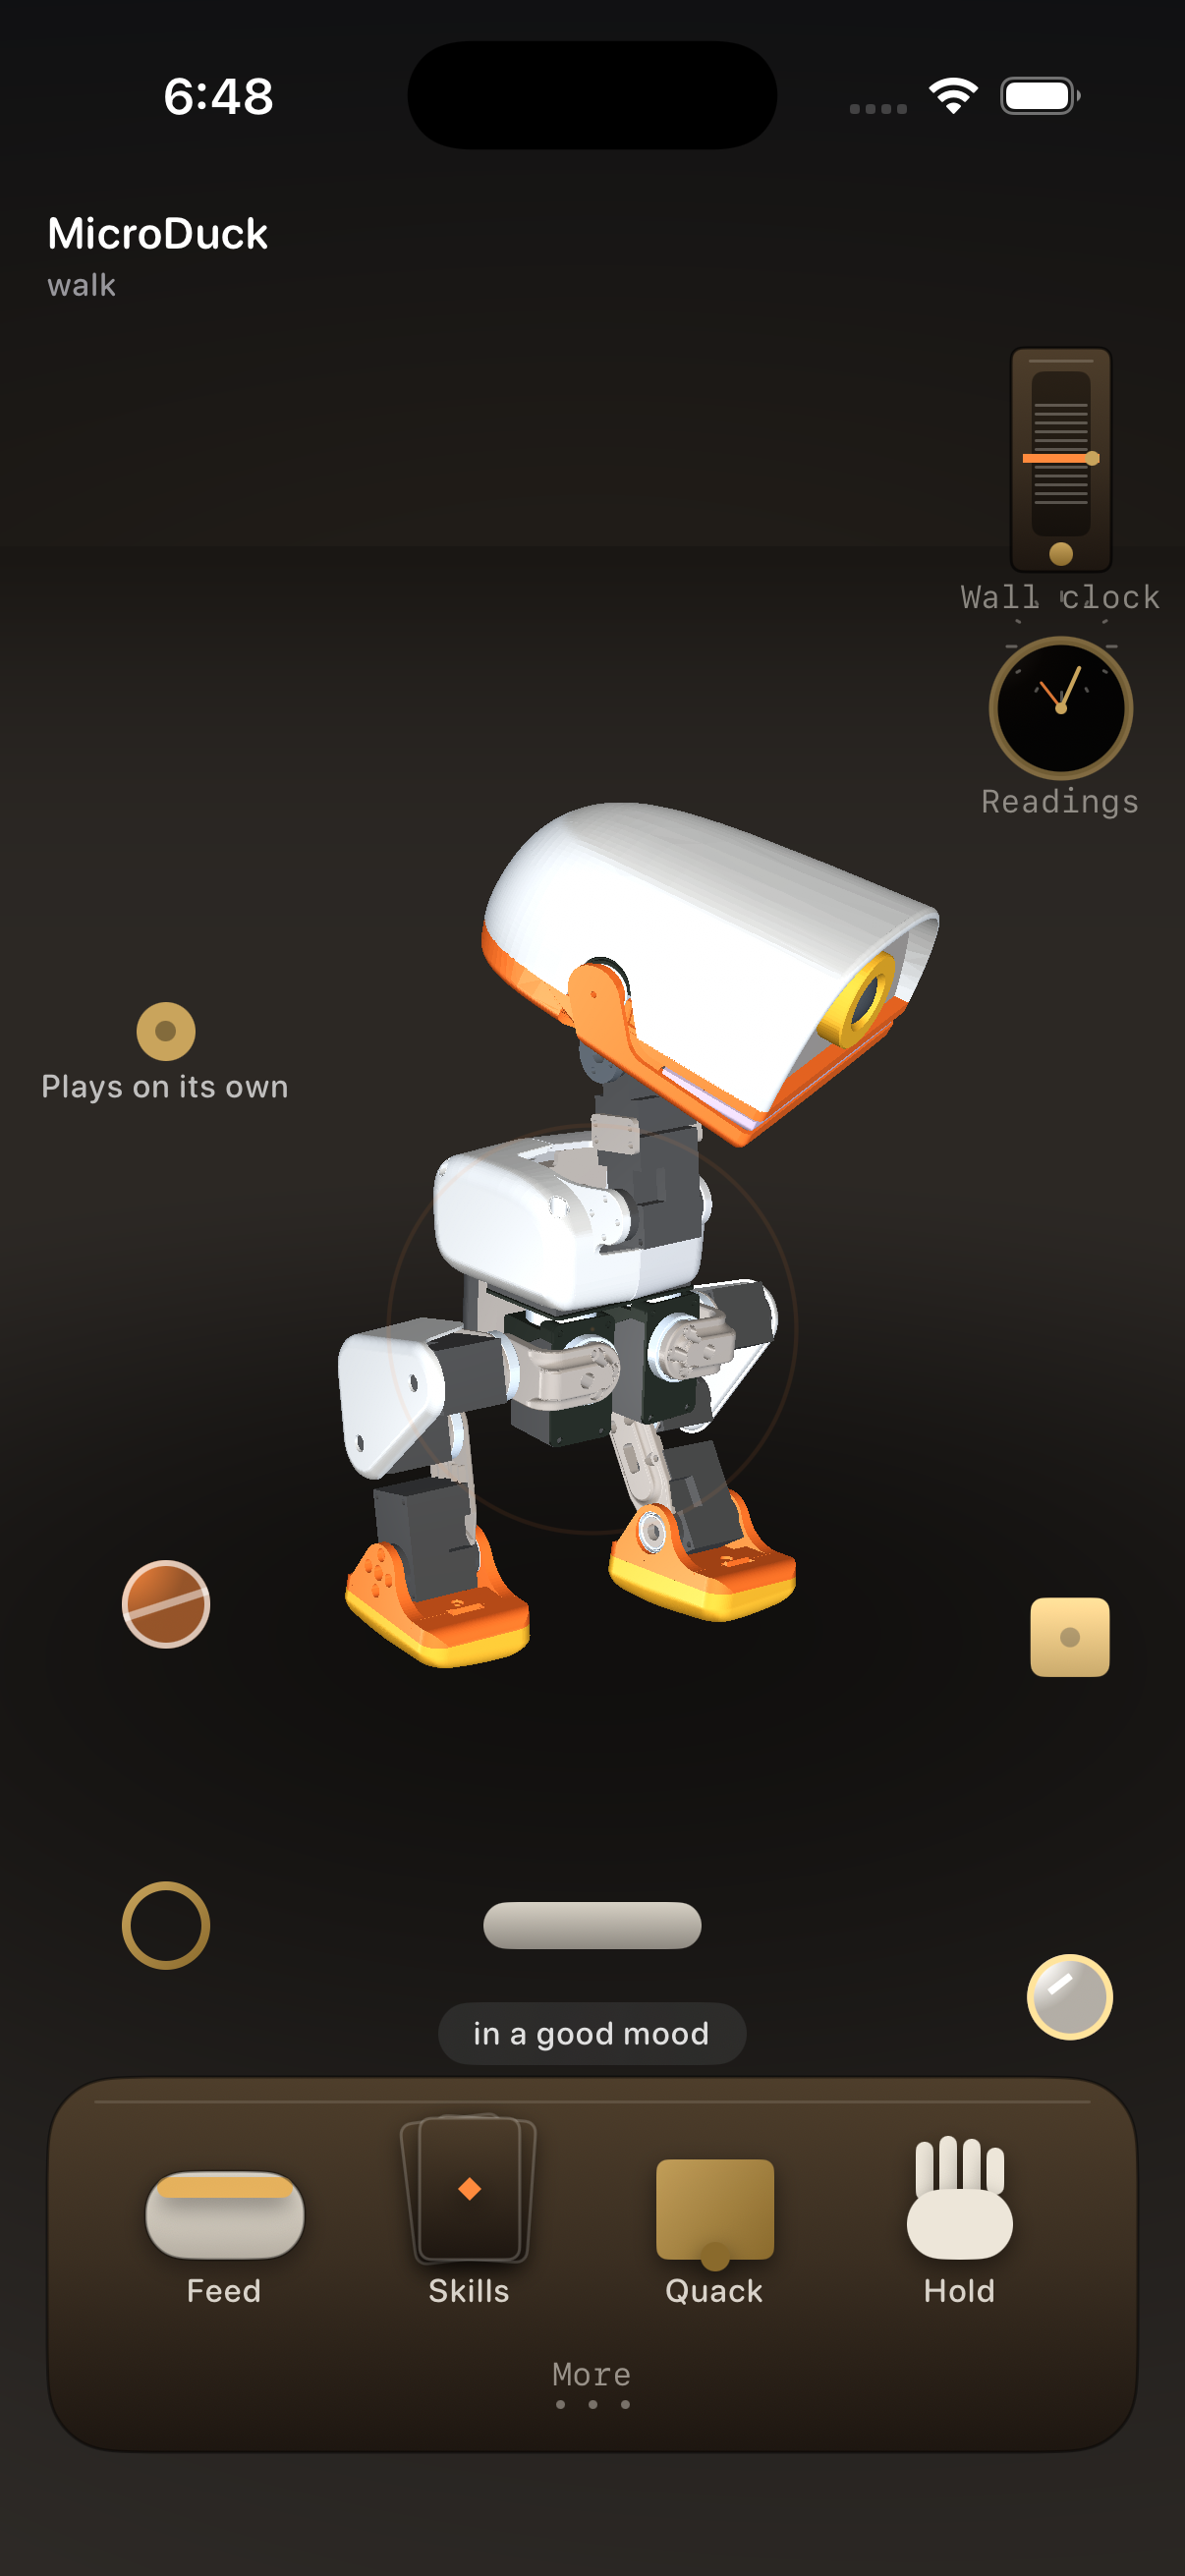 6:48
MicroDuck
walk
Wall clock
Readings
Plays on its own
in a good mood
Feed
Skills
Quack
Hold
More